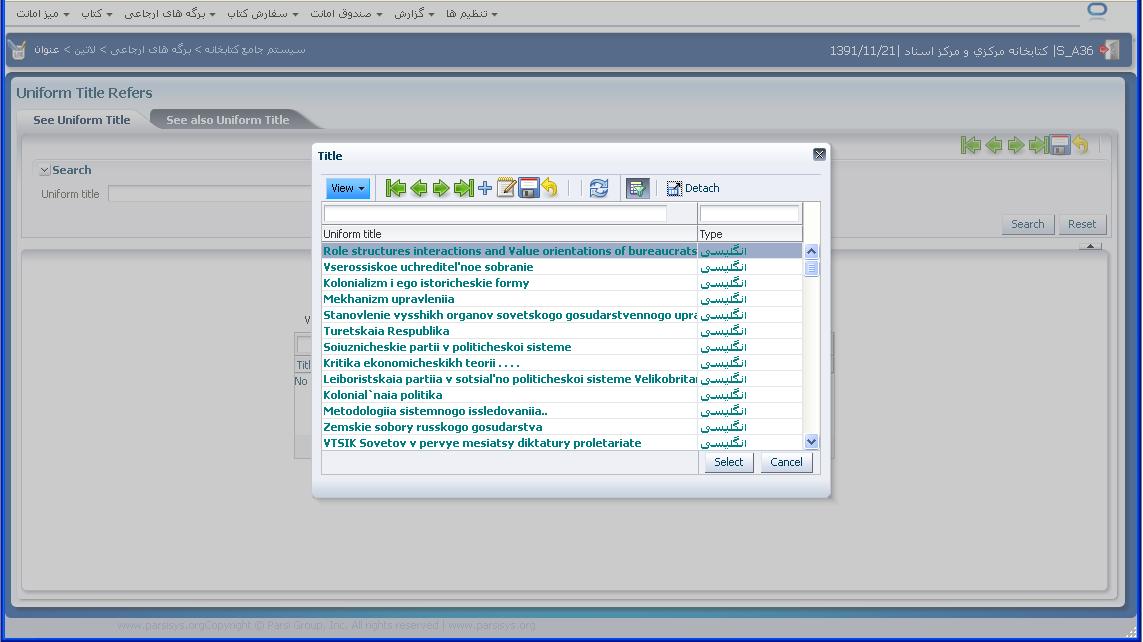 میز امانت کتاب برگه های ارجاعی سفارش کتاب صندوق امانت گزارش تنظیم ها
سیستم جامع کتابخانه > برگه های ارجاعی > لاتین > عنوان
S_A36| کتابخانه مرکزي و مرکز اسناد |1391/11/21
Uniform Title Refers
See Uniform Title See also Uniform Title
Search
Uniform title
Search Reset
V
Titl
No
Title
View Detach
Uniform title Type
Role structures interactions and Value orientations of bureaucrats انگلیسی
Vserossiskoe uchreditel'noe sobranie انگلیسی
Kolonializm i ego istoricheskie formy انگلیسی
Mekhanizm upravleniia انگلیسی
Stanovlenie vysshikh organov sovetskogo gosudarstvennogo upra انگلیسی
Turetskaia Respublika انگلیسی
Soiuznicheskie partii v politicheskoi sisteme انگلیسی
Kritika ekonomicheskikh teorii . . . . انگلیسی
Leiboristskaia partiia v sotsial'no politicheskoi sisteme Velikobritai انگلیسی
Kolonial`naia politika انگلیسی
Metodologiia sistemnogo issledovaniia.. انگلیسی
Zemskie sobory russkogo gosudarstva انگلیسی
VTSIK Sovetov v pervye mesiatsy diktatury proletariate انگلیسی
Select Cancel
www.parsisys.orgCopyright © Parsi Group, Inc. All rights reserved | www.parsisys.org